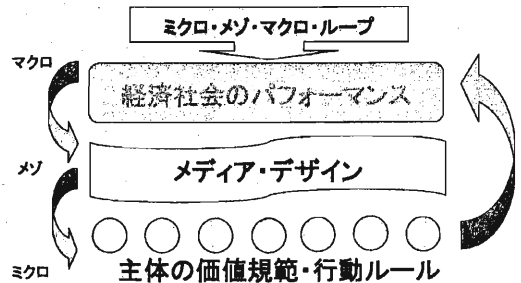 ミクロ・メゾ・マクロ・ループ
マクロ
経済社会のパフォーマンス
メゾ
メディア・デザイン
ミクロ
主体の価値規範・行動ルール